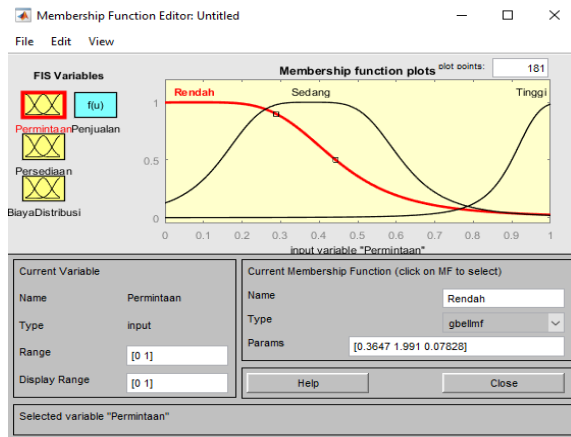 Membership Function Editor: Untitled
File Edit View
FIS Variables
f(u)
Permintaan Penjualan
Persediaan
BiayaDistribusi
Membership function plots
plot points: 181
Rendah Sedang Tinggi
1
0.5
0
0 0.1 0.2 0.3 0.4 0.5 0.6 0.7 0.8 0.9 1
input variable "Permintaan"
Current Variable
Name Permintaan
Type input
Range [0 1]
Display Range [0 1]
Current Membership Function (click on MF to select)
Name Rendah
Type gbellmf
Params [0.3647 1.991 0.07828]
Help Close
Selected variable "Permintaan"